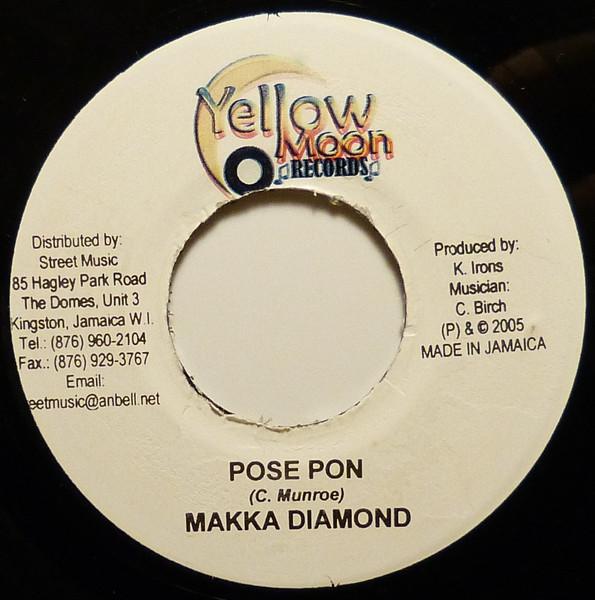 Yellow
Moon
RECORDS
Distributed by:
Street Music
85 Hagley Park Road
The Domes, Unit 3
Kingston, Jamaica W.I.
Tel.: (876) 960-2104
Fax.: (876) 929-3767
Email:
eetmusic@anbell.net
Produced by:
K. Irons
Musician:
C. Birch
(P) & © 2005
MADE IN JAMAICA
POSE PON
(C. Munroe)
MAKKA DIAMOND